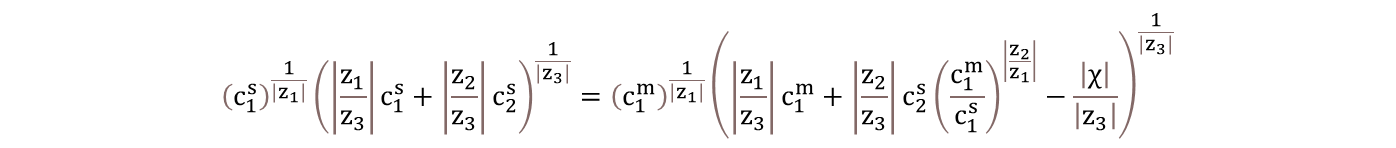 $(c_1^s)^{\frac{1}{|z_1|}} \left( \left| \frac{z_1}{z_3} \right| c_1^s + \left| \frac{z_2}{z_3} \right| c_2^s \right)^{\frac{1}{|z_3|}} = (c_1^m)^{\frac{1}{|z_1|}} \left( \left| \frac{z_1}{z_3} \right| c_1^m + \left| \frac{z_2}{z_3} \right| c_2^s \left( \frac{c_1^m}{c_1^s} \right)^{\left| \frac{z_2}{z_1} \right|} - \frac{|\chi|}{|z_3|} \right)^{\frac{1}{|z_3|}}$